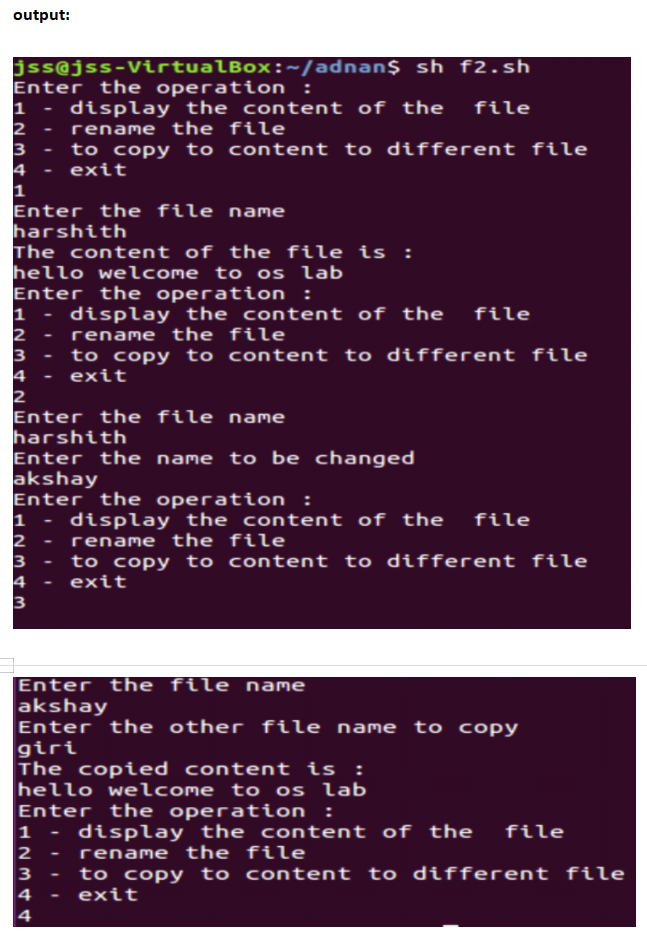 output:
jss@jss-VirtualBox:~/adnan$ sh f2.sh
Enter the operation :
1 - display the content of the  file
2 - rename the file
3 - to copy to content to different file
4 - exit
1
Enter the file name
harshith
The content of the file is :
hello welcome to os lab
Enter the operation :
1 - display the content of the  file
2 - rename the file
3 - to copy to content to different file
4 - exit
2
Enter the file name
harshith
Enter the name to be changed
akshay
Enter the operation :
1 - display the content of the  file
2 - rename the file
3 - to copy to content to different file
4 - exit
3
Enter the file name
akshay
Enter the other file name to copy
giri
The copied content is :
hello welcome to os lab
Enter the operation :
1 - display the content of the  file
2 - rename the file
3 - to copy to content to different file
4 - exit
4